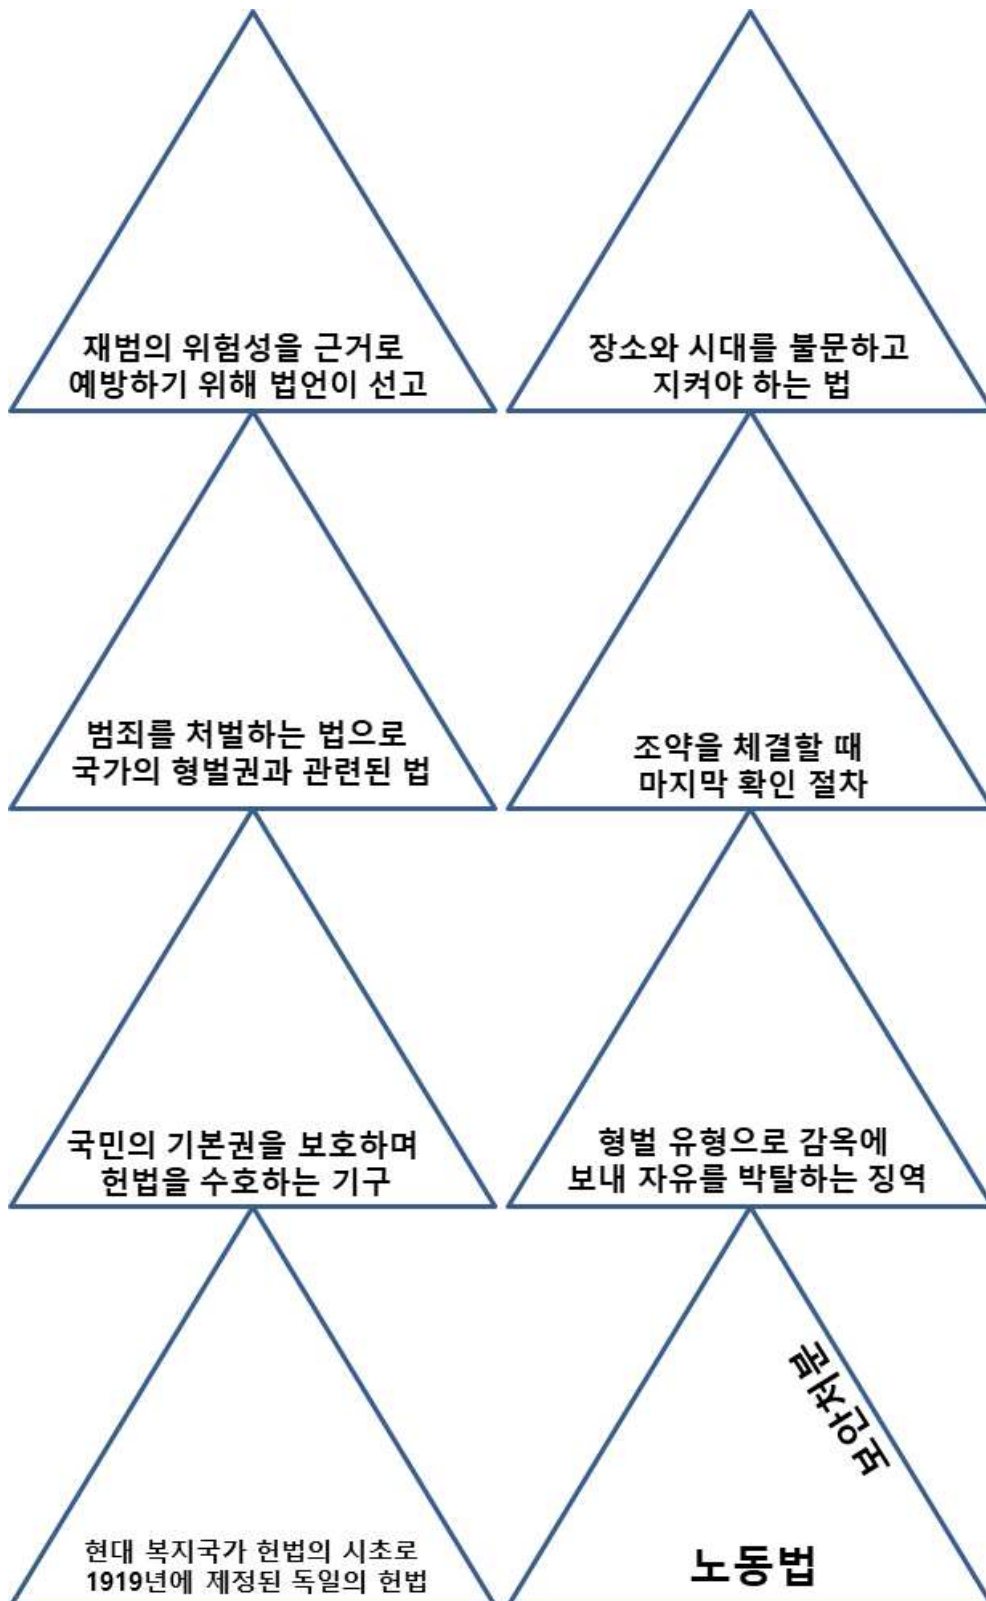 재범의 위험성을 근거로
예방하기 위해 법언이 선고
장소와 시대를 불문하고
지켜야 하는 법
범죄를 처벌하는 법으로
국가의 형벌권과 관련된 법
조약을 체결할 때
마지막 확인 절차
국민의 기본권을 보호하며
헌법을 수호하는 기구
형벌 유형으로 감옥에
보내 자유를 박탈하는 징역
현대 복지국가 헌법의 시초로
1919년에 제정된 독일의 헌법
보안처분
노동법